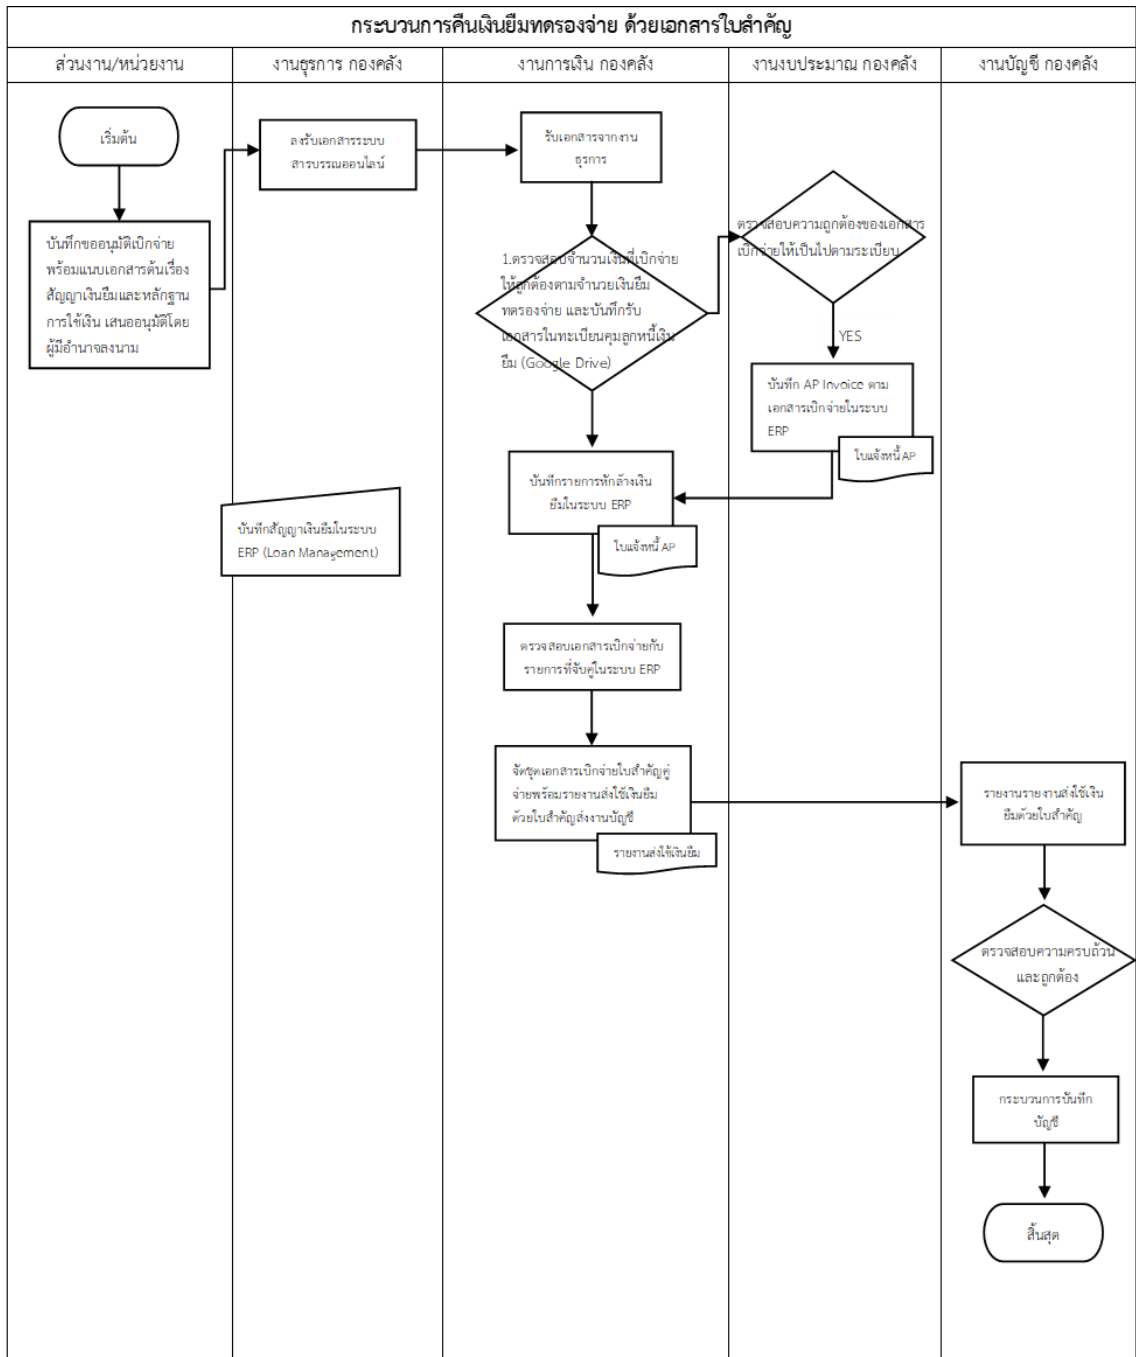 กระบวนการคืนเงินยืมทดรองจ่าย ด้วยเอกสารใบสำคัญ
ส่วนงาน/หน่วยงาน
งานธุรการ กองคลัง
งานการเงิน กองคลัง
งานงบประมาณ กองคลัง
งานบัญชี กองคลัง
เริ่มต้น
บันทึกขออนุมัติเบิกจ่าย
พร้อมแนบเอกสารต้นเรื่อง
สัญญาเงินยืมและหลักฐาน
การใช้เงิน เสนออนุมัติโดย
ผู้มีอำนาจลงนาม
ลงรับเอกสารระบบ
สารบรรณออนไลน์
รับเอกสารจากงาน
ธุรการ
1.ตรวจสอบจำนวนเงินที่เบิกจ่าย
ให้ถูกต้องตามจำนวยเงินยืม
ทดรองจ่าย และบันทึกรับ
เอกสารในทะเบียนคุมลูกหนี้เงิน
ยืม (Google Drive)
ตรวจสอบความถูกต้องของเอกสาร
เบิกจ่ายให้เป็นไปตามระเบียบ
YES
บันทึก AP Invoice ตาม
เอกสารเบิกจ่ายในระบบ
ERP
ใบแจ้งหนี้ AP
บันทึกรายการหักล้างเงิน
ยืมในระบบ ERP
ใบแจ้งหนี้ AP
บันทึกสัญญาเงินยืมในระบบ
ERP (Loan Management)
ตรวจสอบเอกสารเบิกจ่ายกับ
รายการที่จับคู่ในระบบ ERP
จัดชุดเอกสารเบิกจ่ายใบสำคัญคู่
จ่ายพร้อมรายงานส่งใช้เงินยืม
ด้วยใบสำคัญส่งงานบัญชี
รายงานส่งใช้เงินยืม
รายงานรายงานส่งใช้เงิน
ยืมด้วยใบสำคัญ
ตรวจสอบความครบถ้วน
และถูกต้อง
กระบวนการบันทึก
บัญชี
สิ้นสุด